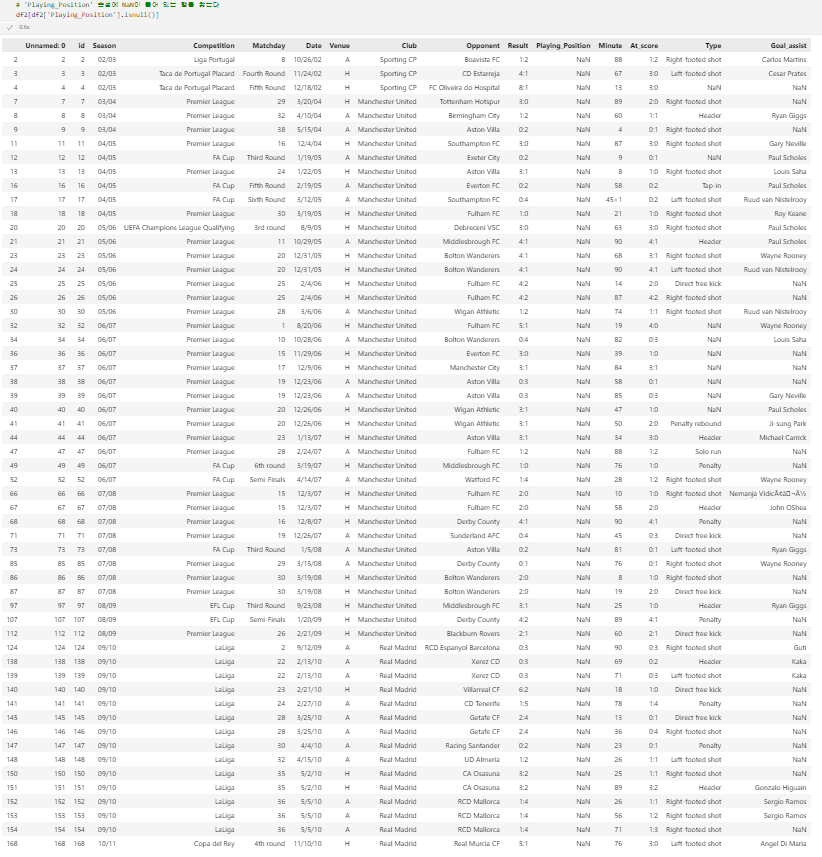 # 'Playing_Position' NaN
df2[df2['Playing_Position'].isnull()]
0.6s
Unnamed: 0 id Season Competition Matchday Date Venue Club Opponent Result Playing_Position Minute At_score Type Goal_assist
2 2 2 02/03 Liga Portugal 8 10/26/02 A Sporting CP Boavista FC 1:2 NaN 88 1:2 Right-footed shot Carlos Martins
3 3 3 02/03 Taca de Portugal Placard Fourth Round 11/24/02 H Sporting CP CD Estarreja 4:1 NaN 67 3:0 Left-footed shot Cesar Prates
4 4 4 02/03 Taca de Portugal Placard Fifth Round 12/18/02 H Sporting CP FC Oliveira do Hospital 8:1 NaN 13 3:0 NaN NaN
7 7 7 03/04 Premier League 29 3/20/04 H Manchester United Tottenham Hotspur 3:0 NaN 89 2:0 Right-footed shot NaN
8 8 8 03/04 Premier League 32 4/10/04 A Manchester United Birmingham City 1:2 NaN 60 1:1 Header Ryan Giggs
9 9 9 03/04 Premier League 38 5/15/04 A Manchester United Aston Villa 0:2 NaN 4 0:1 Right-footed shot NaN
11 11 11 04/05 Premier League 16 12/4/04 H Manchester United Southampton FC 3:0 NaN 87 3:0 Right-footed shot Gary Neville
12 12 12 04/05 FA Cup Third Round 1/19/05 A Manchester United Exeter City 0:2 NaN 9 0:1 NaN Paul Scholes
13 13 13 04/05 Premier League 24 1/22/05 H Manchester United Aston Villa 3:1 NaN 8 1:0 Right-footed shot Louis Saha
16 16 16 04/05 FA Cup Fifth Round 2/19/05 A Manchester United Everton FC 0:2 NaN 58 0:2 Tap-in Paul Scholes
17 17 17 04/05 FA Cup Sixth Round 3/12/05 A Manchester United Southampton FC 0:4 NaN 45+1 0:2 Left-footed shot Ruud van Nistelrooy
18 18 18 04/05 Premier League 30 3/19/05 H Manchester United Fulham FC 1:0 NaN 21 1:0 Right-footed shot Roy Keane
20 20 20 05/06 UEFA Champions League Qualifying 3rd round 8/9/05 H Manchester United Debreceni VSC 3:0 NaN 63 3:0 Right-footed shot Paul Scholes
21 21 21 05/06 Premier League 11 10/29/05 A Manchester United Middlesbrough FC 4:1 NaN 90 4:1 Header Paul Scholes
23 23 23 05/06 Premier League 20 12/31/05 H Manchester United Bolton Wanderers 4:1 NaN 68 3:1 Right-footed shot Wayne Rooney
24 24 24 05/06 Premier League 20 12/31/05 H Manchester United Bolton Wanderers 4:1 NaN 90 4:1 Left-footed shot Ruud van Nistelrooy
25 25 25 05/06 Premier League 25 2/4/06 H Manchester United Fulham FC 4:2 NaN 14 2:0 Direct free kick NaN
26 26 26 05/06 Premier League 25 2/4/06 H Manchester United Fulham FC 4:2 NaN 87 4:2 Right-footed shot NaN
30 30 30 05/06 Premier League 28 3/6/06 A Manchester United Wigan Athletic 1:2 NaN 74 1:1 Right-footed shot Ruud van Nistelrooy
32 32 32 06/07 Premier League 1 8/20/06 H Manchester United Fulham FC 5:1 NaN 19 4:0 NaN Wayne Rooney
34 34 34 06/07 Premier League 10 10/28/06 A Manchester United Bolton Wanderers 0:4 NaN 82 0:3 NaN Louis Saha
36 36 36 06/07 Premier League 15 11/29/06 H Manchester United Everton FC 3:0 NaN 39 1:0 NaN NaN
37 37 37 06/07 Premier League 17 12/9/06 H Manchester United Manchester City 3:1 NaN 84 3:1 NaN NaN
38 38 38 06/07 Premier League 19 12/23/06 A Manchester United Aston Villa 0:3 NaN 58 0:1 NaN NaN
39 39 39 06/07 Premier League 19 12/23/06 A Manchester United Aston Villa 0:3 NaN 85 0:3 NaN Gary Neville
40 40 40 06/07 Premier League 20 12/26/06 H Manchester United Wigan Athletic 3:1 NaN 47 1:0 NaN Paul Scholes
41 41 41 06/07 Premier League 20 12/26/06 H Manchester United Wigan Athletic 3:1 NaN 50 2:0 Penalty rebound Ji-sung Park
44 44 44 06/07 Premier League 23 1/13/07 H Manchester United Aston Villa 3:1 NaN 34 3:0 Header Michael Carrick
47 47 47 06/07 Premier League 28 2/24/07 A Manchester United Fulham FC 1:2 NaN 88 1:2 Solo run NaN
49 49 49 06/07 FA Cup 6th round 3/19/07 H Manchester United Middlesbrough FC 1:0 NaN 76 1:0 Penalty NaN
52 52 52 06/07 FA Cup Semi-Finals 4/14/07 A Manchester United Watford FC 1:4 NaN 28 1:2 Right-footed shot Wayne Rooney
66 66 66 07/08 Premier League 15 12/3/07 H Manchester United Fulham FC 2:0 NaN 10 1:0 Right-footed shot Nemanja
67 67 67 07/08 Premier League 15 12/3/07 H Manchester United Fulham FC 2:0 NaN 58 2:0 Header John OShea
68 68 68 07/08 Premier League 16 12/8/07 H Manchester United Derby County 4:1 NaN 90 4:1 Penalty NaN
71 71 71 07/08 Premier League 19 12/26/07 A Manchester United Sunderland AFC 0:4 NaN 45 0:3 Direct free kick NaN
73 73 73 07/08 FA Cup Third Round 1/5/08 A Manchester United Aston Villa 0:2 NaN 81 0:1 Left-footed shot Ryan Giggs
85 85 85 07/08 Premier League 29 3/15/08 A Manchester United Derby County 0:1 NaN 76 0:1 Right-footed shot Wayne Rooney
86 86 86 07/08 Premier League 30 3/19/08 H Manchester United Bolton Wanderers 2:0 NaN 8 1:0 Right-footed shot NaN
87 87 87 07/08 Premier League 30 3/19/08 H Manchester United Bolton Wanderers 2:0 NaN 19 2:0 Direct free kick NaN
97 97 97 08/09 EFL Cup Third Round 9/23/08 H Manchester United Middlesbrough FC 3:1 NaN 25 1:0 Header Ryan Giggs
107 107 107 08/09 EFL Cup Semi-Finals 1/20/09 H Manchester United Derby County 4:2 NaN 89 4:1 Penalty NaN
112 112 112 08/09 Premier League 26 2/21/09 H Manchester United Blackburn Rovers 2:1 NaN 60 2:1 Direct free kick NaN
124 124 124 09/10 LaLiga 2 9/12/09 A Real Madrid RCD Espanyol Barcelona 0:3 NaN 90 0:3 Right-footed shot Guti
138 138 138 09/10 LaLiga 22 2/13/10 A Real Madrid Xerez CD 0:3 NaN 69 0:2 Header Kaka
139 139 139 09/10 LaLiga 22 2/13/10 A Real Madrid Xerez CD 0:3 NaN 71 0:3 Left-footed shot Kaka
140 140 140 09/10 LaLiga 23 2/21/10 H Real Madrid Villarreal CF 6:2 NaN 18 1:0 Direct free kick NaN
141 141 141 09/10 LaLiga 24 2/27/10 A Real Madrid CD Tenerife 1:5 NaN 78 1:4 Penalty NaN
145 145 145 09/10 LaLiga 28 3/25/10 A Real Madrid Getafe CF 2:4 NaN 13 0:1 Direct free kick NaN
146 146 146 09/10 LaLiga 28 3/25/10 A Real Madrid Getafe CF 2:4 NaN 36 0:4 Right-footed shot NaN
147 147 147 09/10 LaLiga 30 4/4/10 A Real Madrid Racing Santander 0:2 NaN 23 0:1 Penalty NaN
148 148 148 09/10 LaLiga 32 4/15/10 A Real Madrid UD Almeria 1:2 NaN 26 1:1 Left-footed shot NaN
150 150 150 09/10 LaLiga 35 5/2/10 H Real Madrid CA Osasuna 3:2 NaN 25 1:1 Right-footed shot NaN
151 151 151 09/10 LaLiga 35 5/2/10 H Real Madrid CA Osasuna 3:2 NaN 89 3:2 Header Gonzalo Higuain
152 152 152 09/10 LaLiga 36 5/5/10 A Real Madrid RCD Mallorca 1:4 NaN 26 1:1 Right-footed shot Sergio Ramos
153 153 153 09/10 LaLiga 36 5/5/10 A Real Madrid RCD Mallorca 1:4 NaN 56 1:2 Right-footed shot Sergio Ramos
154 154 154 09/10 LaLiga 36 5/5/10 A Real Madrid RCD Mallorca 1:4 NaN 71 1:3 Right-footed shot NaN
168 168 168 10/11 Copa del Rey 4th round 11/10/10 H Real Madrid Real Murcia CF 5:1 NaN 76 3:0 Left-footed shot Angel Di Maria